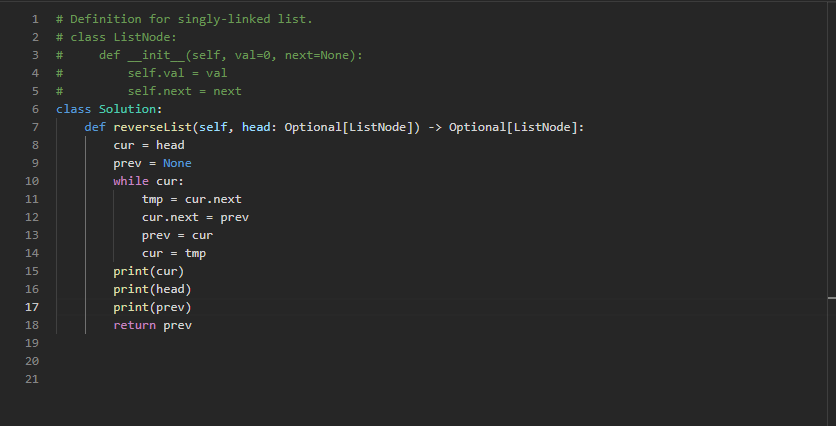 1 # Definition for singly-linked list.
2 # class ListNode:
3 #     def __init__(self, val=0, next=None):
4 #         self.val = val
5 #         self.next = next
6 class Solution:
7     def reverseList(self, head: Optional[ListNode]) -> Optional[ListNode]:
8         cur = head
9         prev = None
10         while cur:
11             tmp = cur.next
12             cur.next = prev
13             prev = cur
14             cur = tmp
15         print(cur)
16         print(head)
17         print(prev)
18         return prev
19
20
21